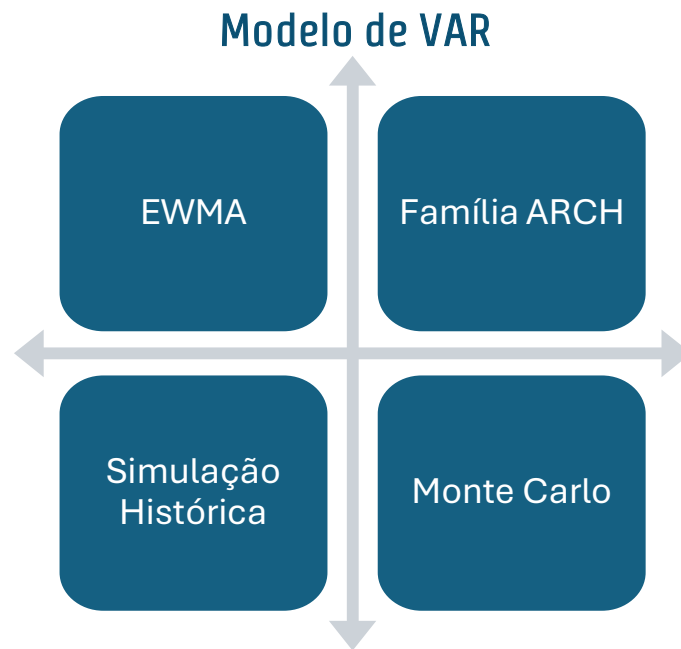 Modelo de VAR
EWMA
Família ARCH
Simulação
Histórica
Monte Carlo